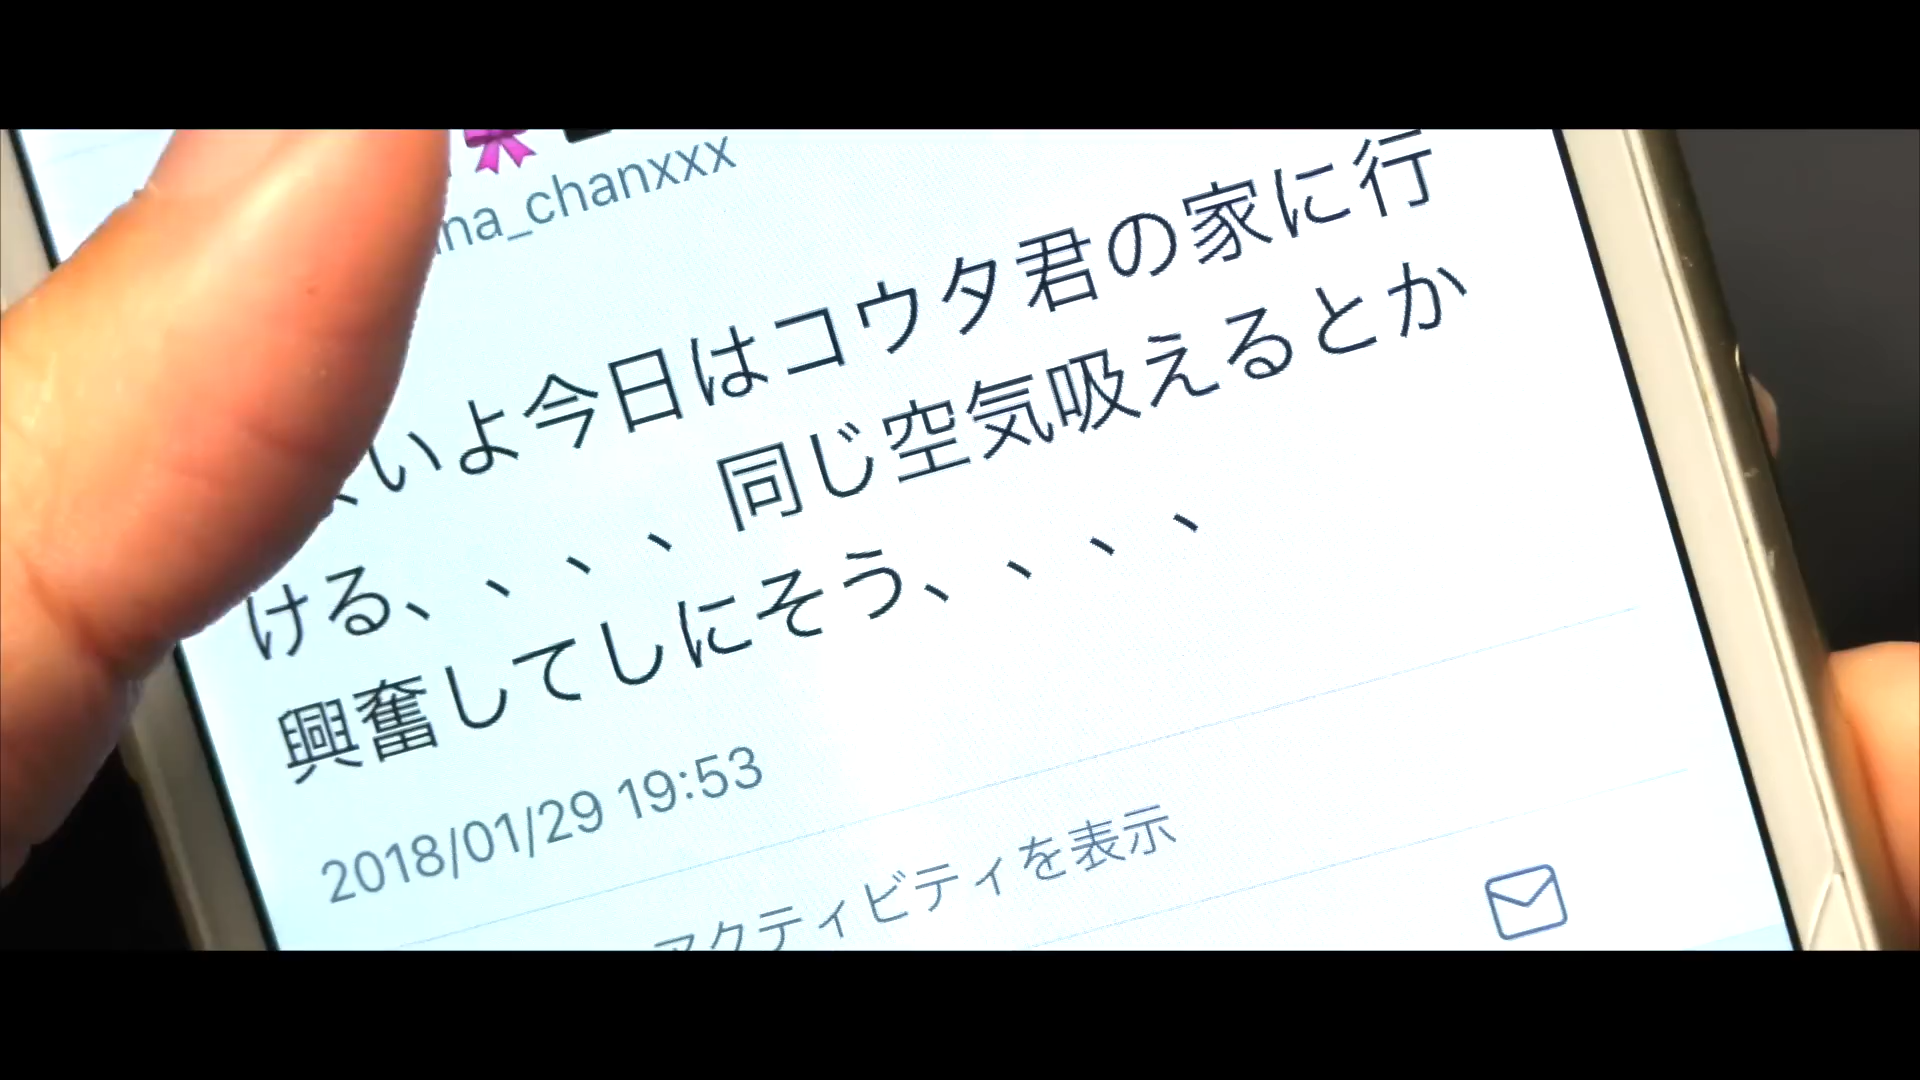 na_chanxxx
いよ今日はコウタ君の家に行
ける、、、、同じ空気吸えるとか
興奮してしにそう、、、、
2018/01/29 19:53
アクティビティを表示